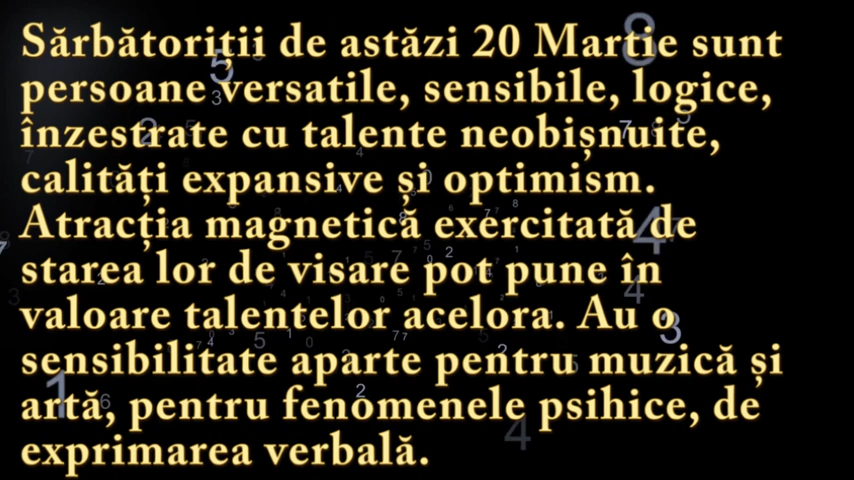 Sărbătoriții de astăzi 20 Martie sunt
persoane versatile, sensibile, logice,
înzestrate cu talente neobișnuite,
calități expansive și optimism.
Atracția magnetică exercitată de
starea lor de visare pot pune în
valoare talentelor acelora. Au o
sensibilitate aparte pentru muzică și
artă, pentru fenomenele psihice, de
exprimarea verbală.